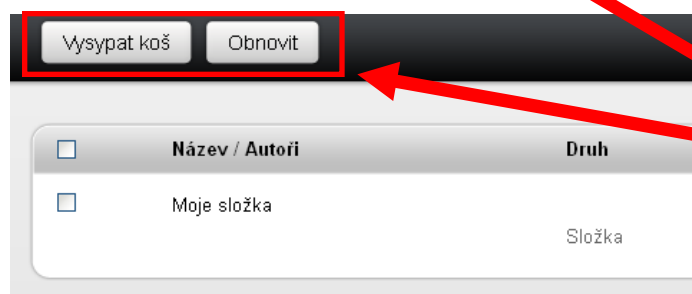 Vysypat koš Obnovit
Název / Autoři Druh
Moje složka
Složka